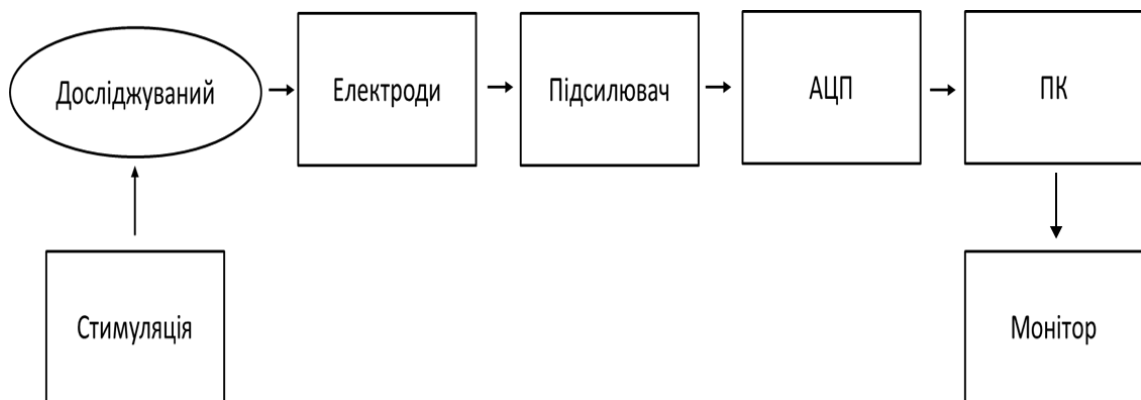 Досліджуваний
Електроди
Підсилювач
АЦП
ПК
Стимуляція
Монітор